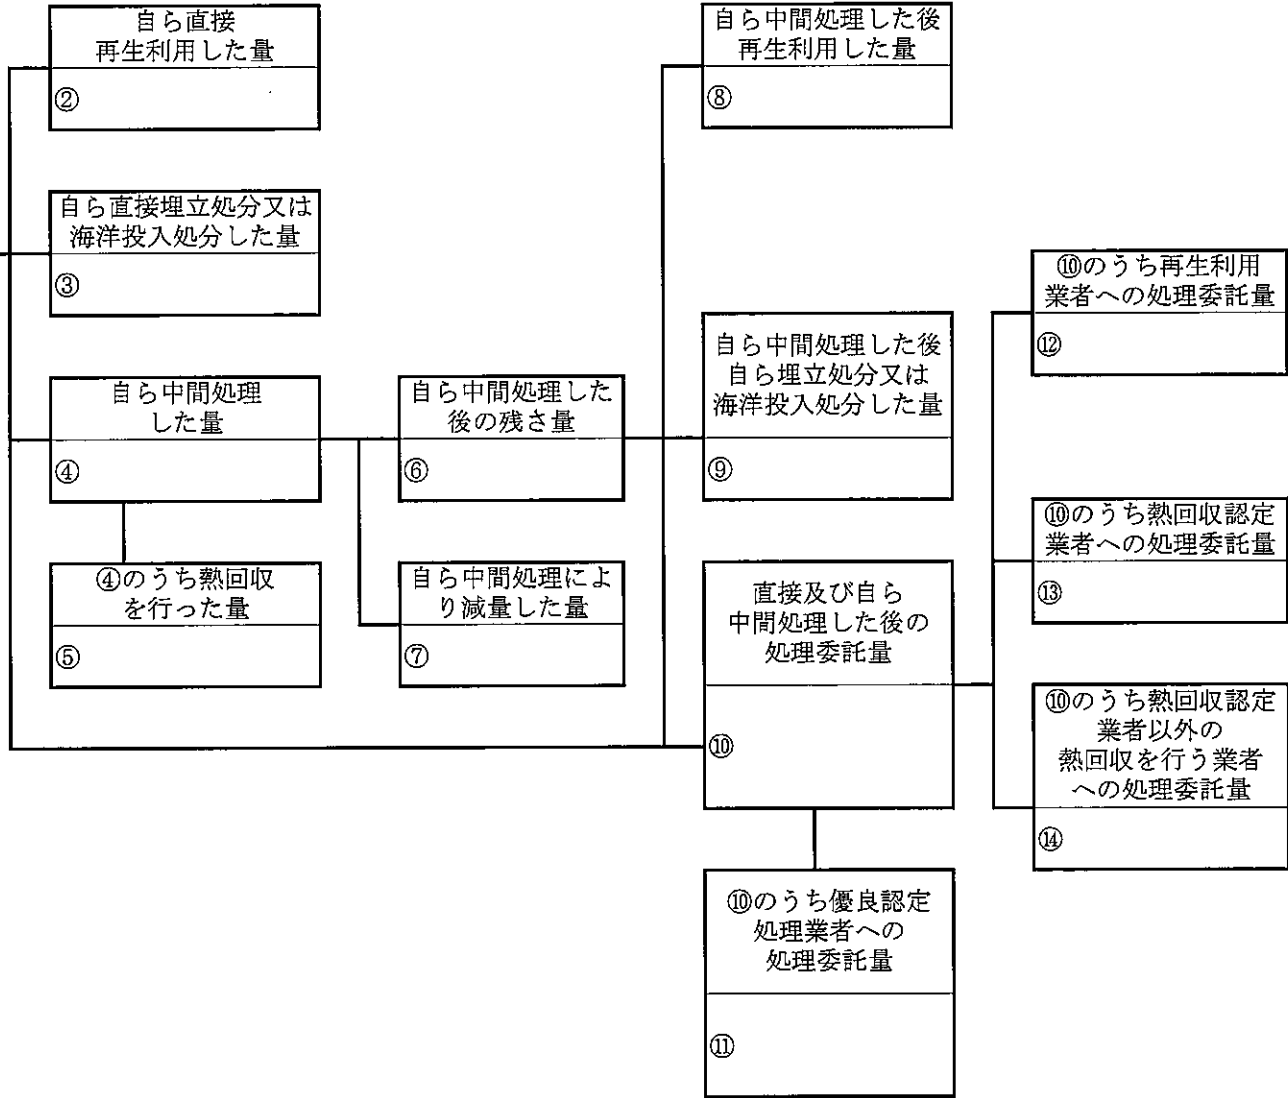 自ら直接
再生利用した量
②
自ら直接埋立処分又は
海洋投入処分した量
③
自ら中間処理
した量
④
④のうち熱回収
を行った量
⑤
自ら中間処理した
後の残さ量
⑥
自ら中間処理によ
り減量した量
⑦
自ら中間処理した後
再生利用した量
⑧
自ら中間処理した後
自ら埋立処分又は
海洋投入処分した量
⑨
直接及び自ら
中間処理した後の
処理委託量
⑩
⑩のうち優良認定
処理業者への
処理委託量
⑪
⑩のうち再生利用
業者への処理委託量
⑫
⑩のうち熱回収認定
業者への処理委託量
⑬
⑩のうち熱回収認定
業者以外の
熱回収を行う業者
への処理委託量
⑭